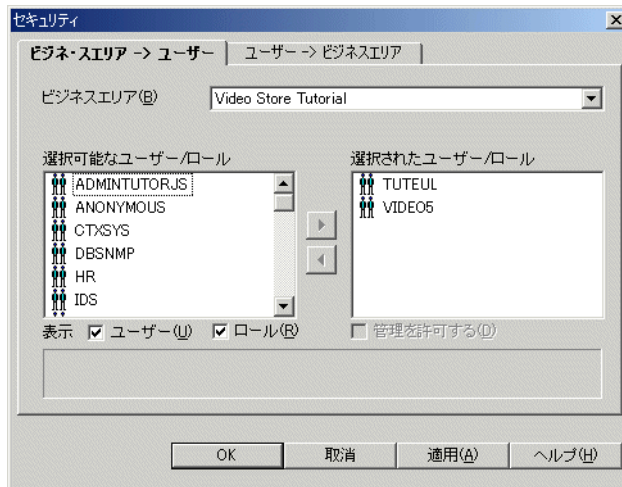 セキュリティ
ビジネ・スエリア -> ユーザー
ユーザー -> ビジネスエリア
ビジネスエリア(B)
Video Store Tutorial
選択可能なユーザー/ロール
選択されたユーザー/ロール
ADMINTUTORJS
ANONYMOUS
CTXSYS
DBSNMP
HR
IDS
TUTEUL
VIDEO5
表示
ユーザー(U)
ロール(R)
管理を許可する(D)
OK
取消
適用(A)
ヘルプ(H)